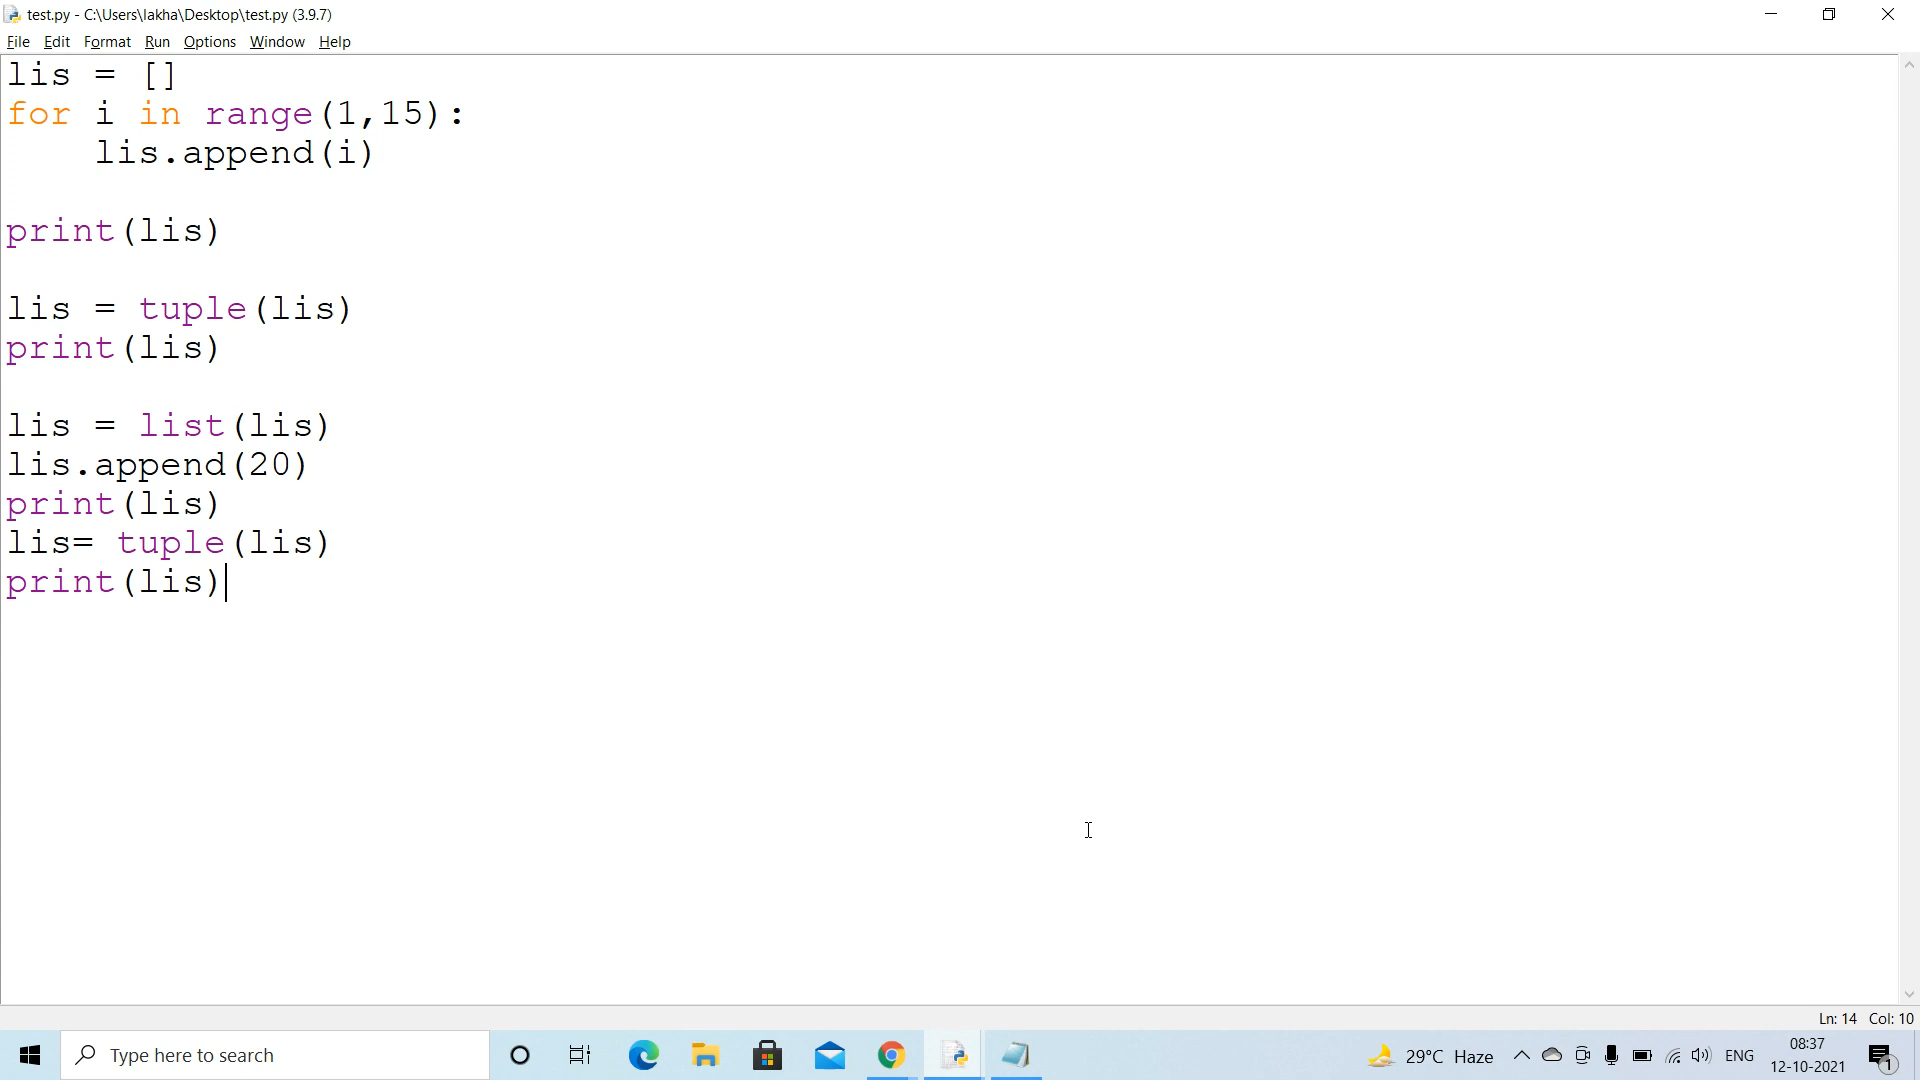 test.py - C:\Users\lakha\Desktop\test.py (3.9.7)
File Edit Format Run Options Window Help
lis = []
for i in range(1,15):
    lis.append(i)
print(lis)
lis = tuple(lis)
print(lis)
lis = list(lis)
lis.append(20)
print(lis)
lis= tuple(lis)
print(lis)
Ln: 14 Col: 10
Type here to search
29°C Haze
ENG
08:37
12-10-2021
1